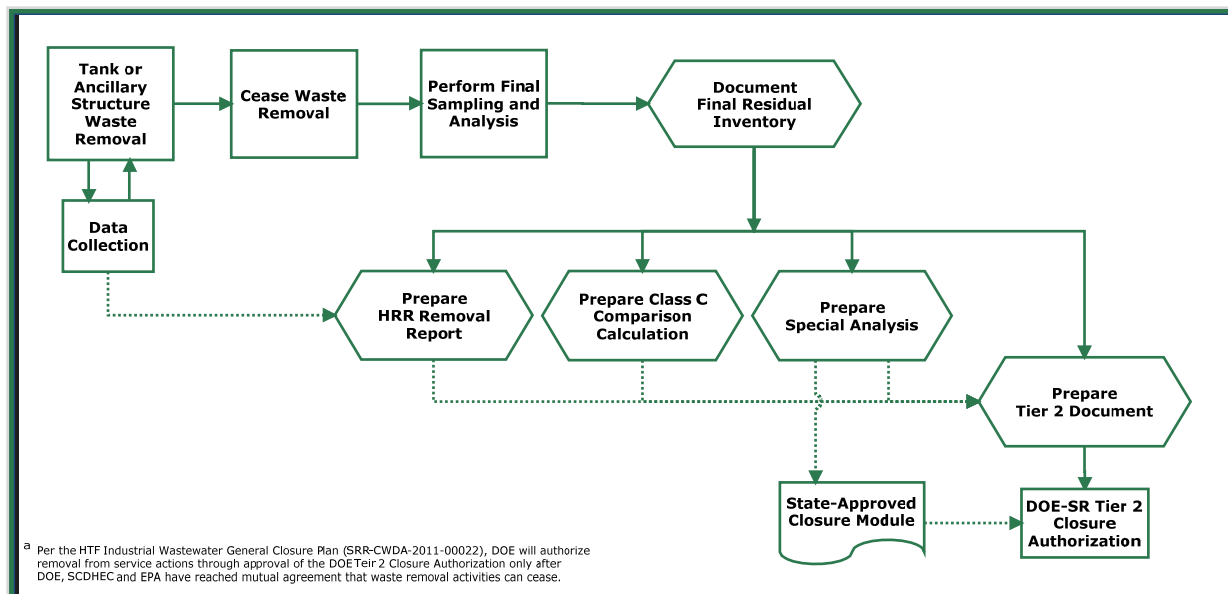 Tank or
Ancillary
Structure
Waste
Removal
Cease Waste
Removal
Perform Final
Sampling and
Analysis
Document
Final Residual
Inventory
Data
Collection
Prepare
HRR Removal
Report
Prepare Class C
Comparison
Calculation
Prepare
Special Analysis
Prepare
Tier 2 Document
State-Approved
Closure Module
DOE-SR Tier 2
Closure
Authorization
a Per the HTF Industrial Wastewater General Closure Plan (SRR-CWDA-2011-00022), DOE will authorize
removal from service actions through approval of the DOE Teir 2 Closure Authorization only after
DOE, SCDHEC and EPA have reached mutual agreement that waste removal activities can cease.